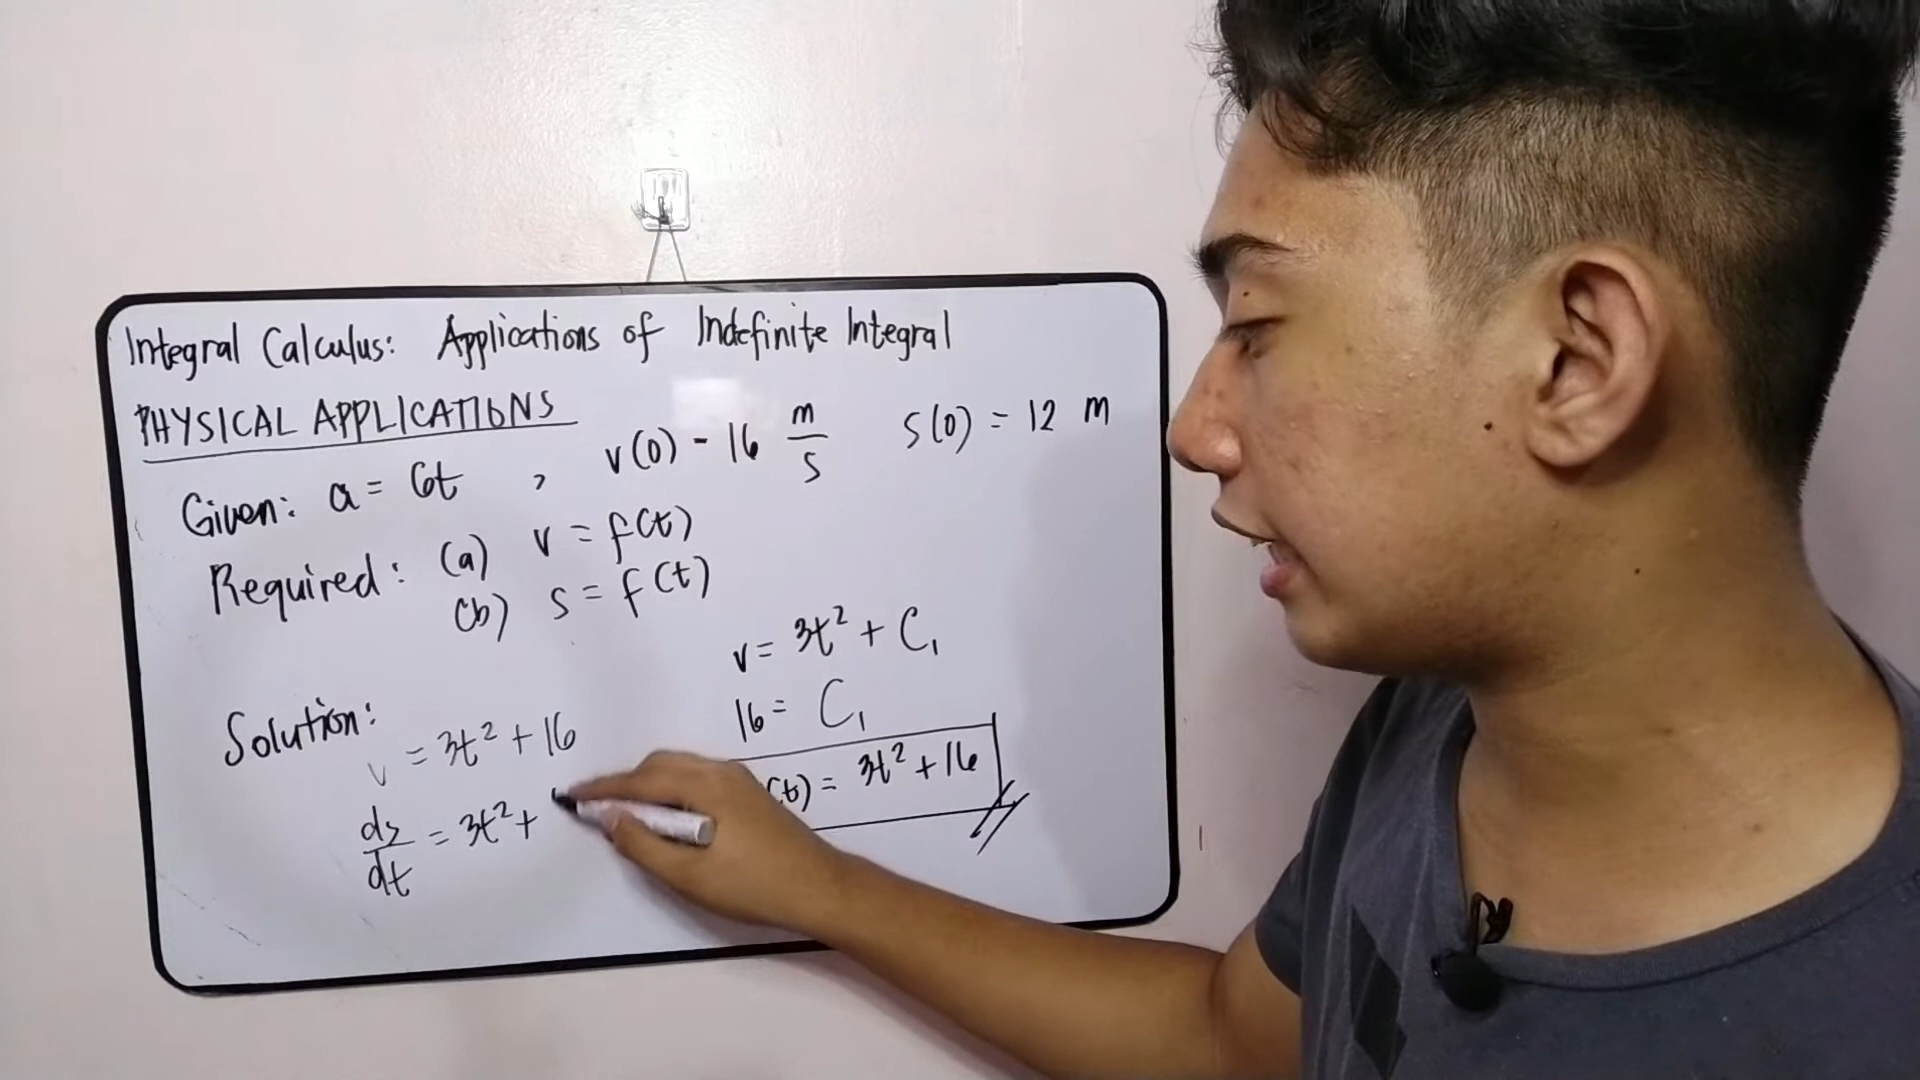 Integral Calculus: Applications of Indefinite Integral
PHYSICAL APPLICATIONS
Given: a = 6t , v(0) - 16 m/s s(0) = 12 m
Required: (a) v = f(t)
(b) s = f(t)
Solution:
v = 3t² + 16
ds/dt = 3t² +
v = 3t² + C₁
16 = C₁
(t) = 3t² + 16